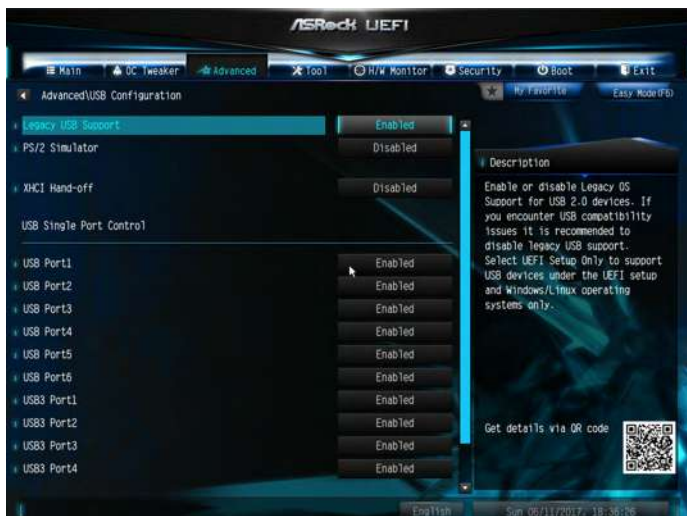 ASRock UEFI
Main OC Tweaker Advanced Tool H/W Monitor Security Boot Exit
Advanced\USB Configuration
My Favorite Easy Mode(F6)
Legacy USB Support Enabled
PS/2 Simulator Disabled
XHCI Hand-off Disabled
USB Single Port Control
USB Port1 Enabled
USB Port2 Enabled
USB Port3 Enabled
USB Port4 Enabled
USB Port5 Enabled
USB Port6 Enabled
USB3 Port1 Enabled
USB3 Port2 Enabled
USB3 Port3 Enabled
USB3 Port4 Enabled
Description
Enable or disable Legacy OS
Support for USB 2.0 devices. If
you encounter USB compatibility
issues it is recommended to
disable legacy USB support.
Select UEFI Setup Only to support
USB devices under the UEFI setup
and Windows/Linux operating
systems only.
Get details via QR code
English Sun 06/11/2017, 18:36:26